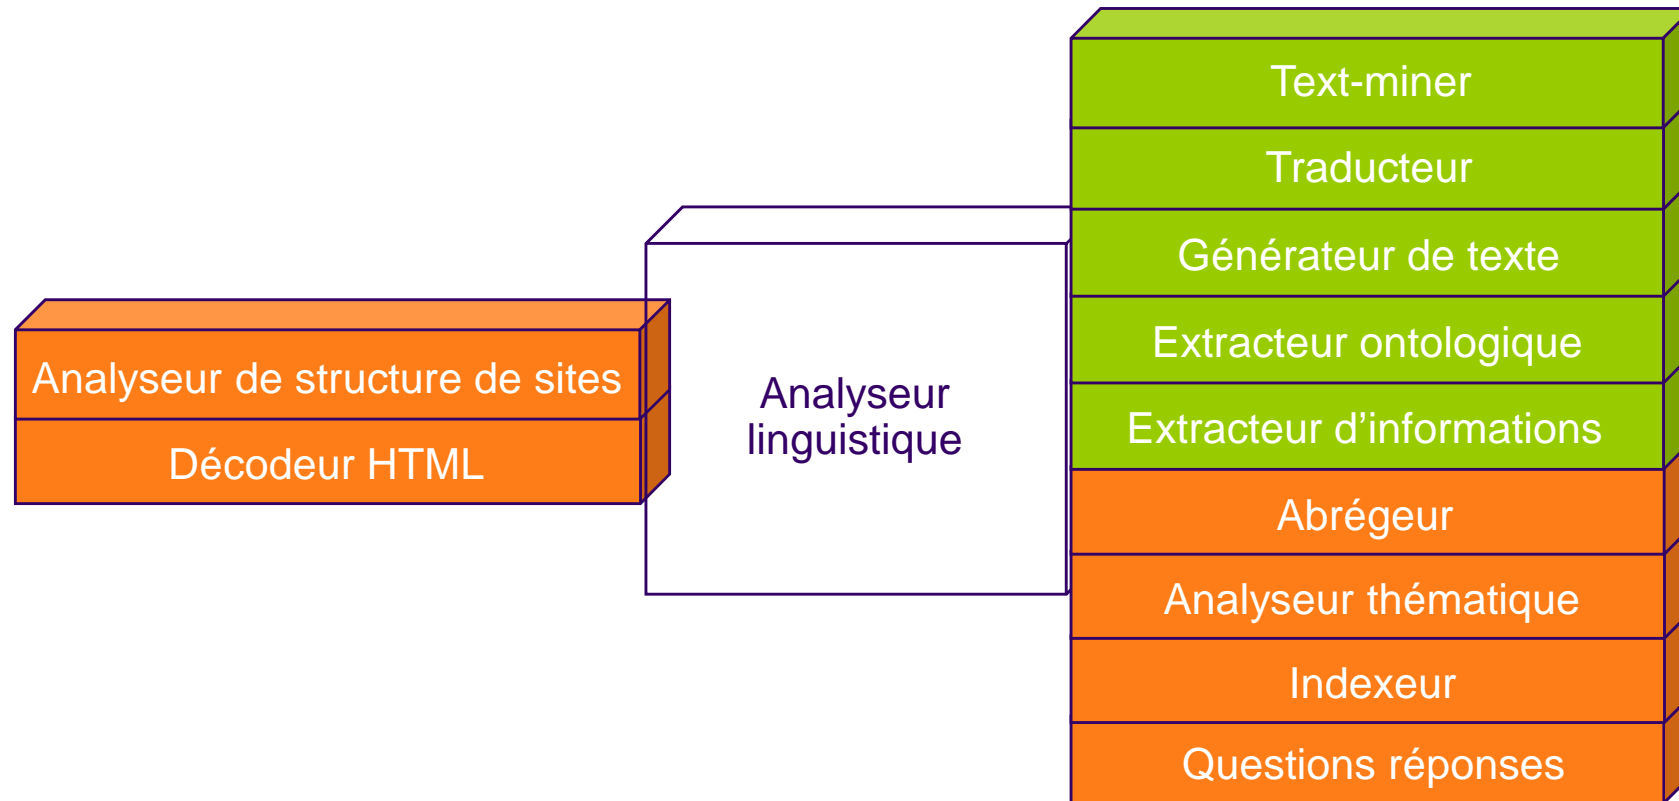 Analyseur de structure de sites
Décodeur HTML
Analyseur
linguistique
Text-miner
Traducteur
Générateur de texte
Extracteur ontologique
Extracteur d’informations
Abrégeur
Analyseur thématique
Indexeur
Questions réponses